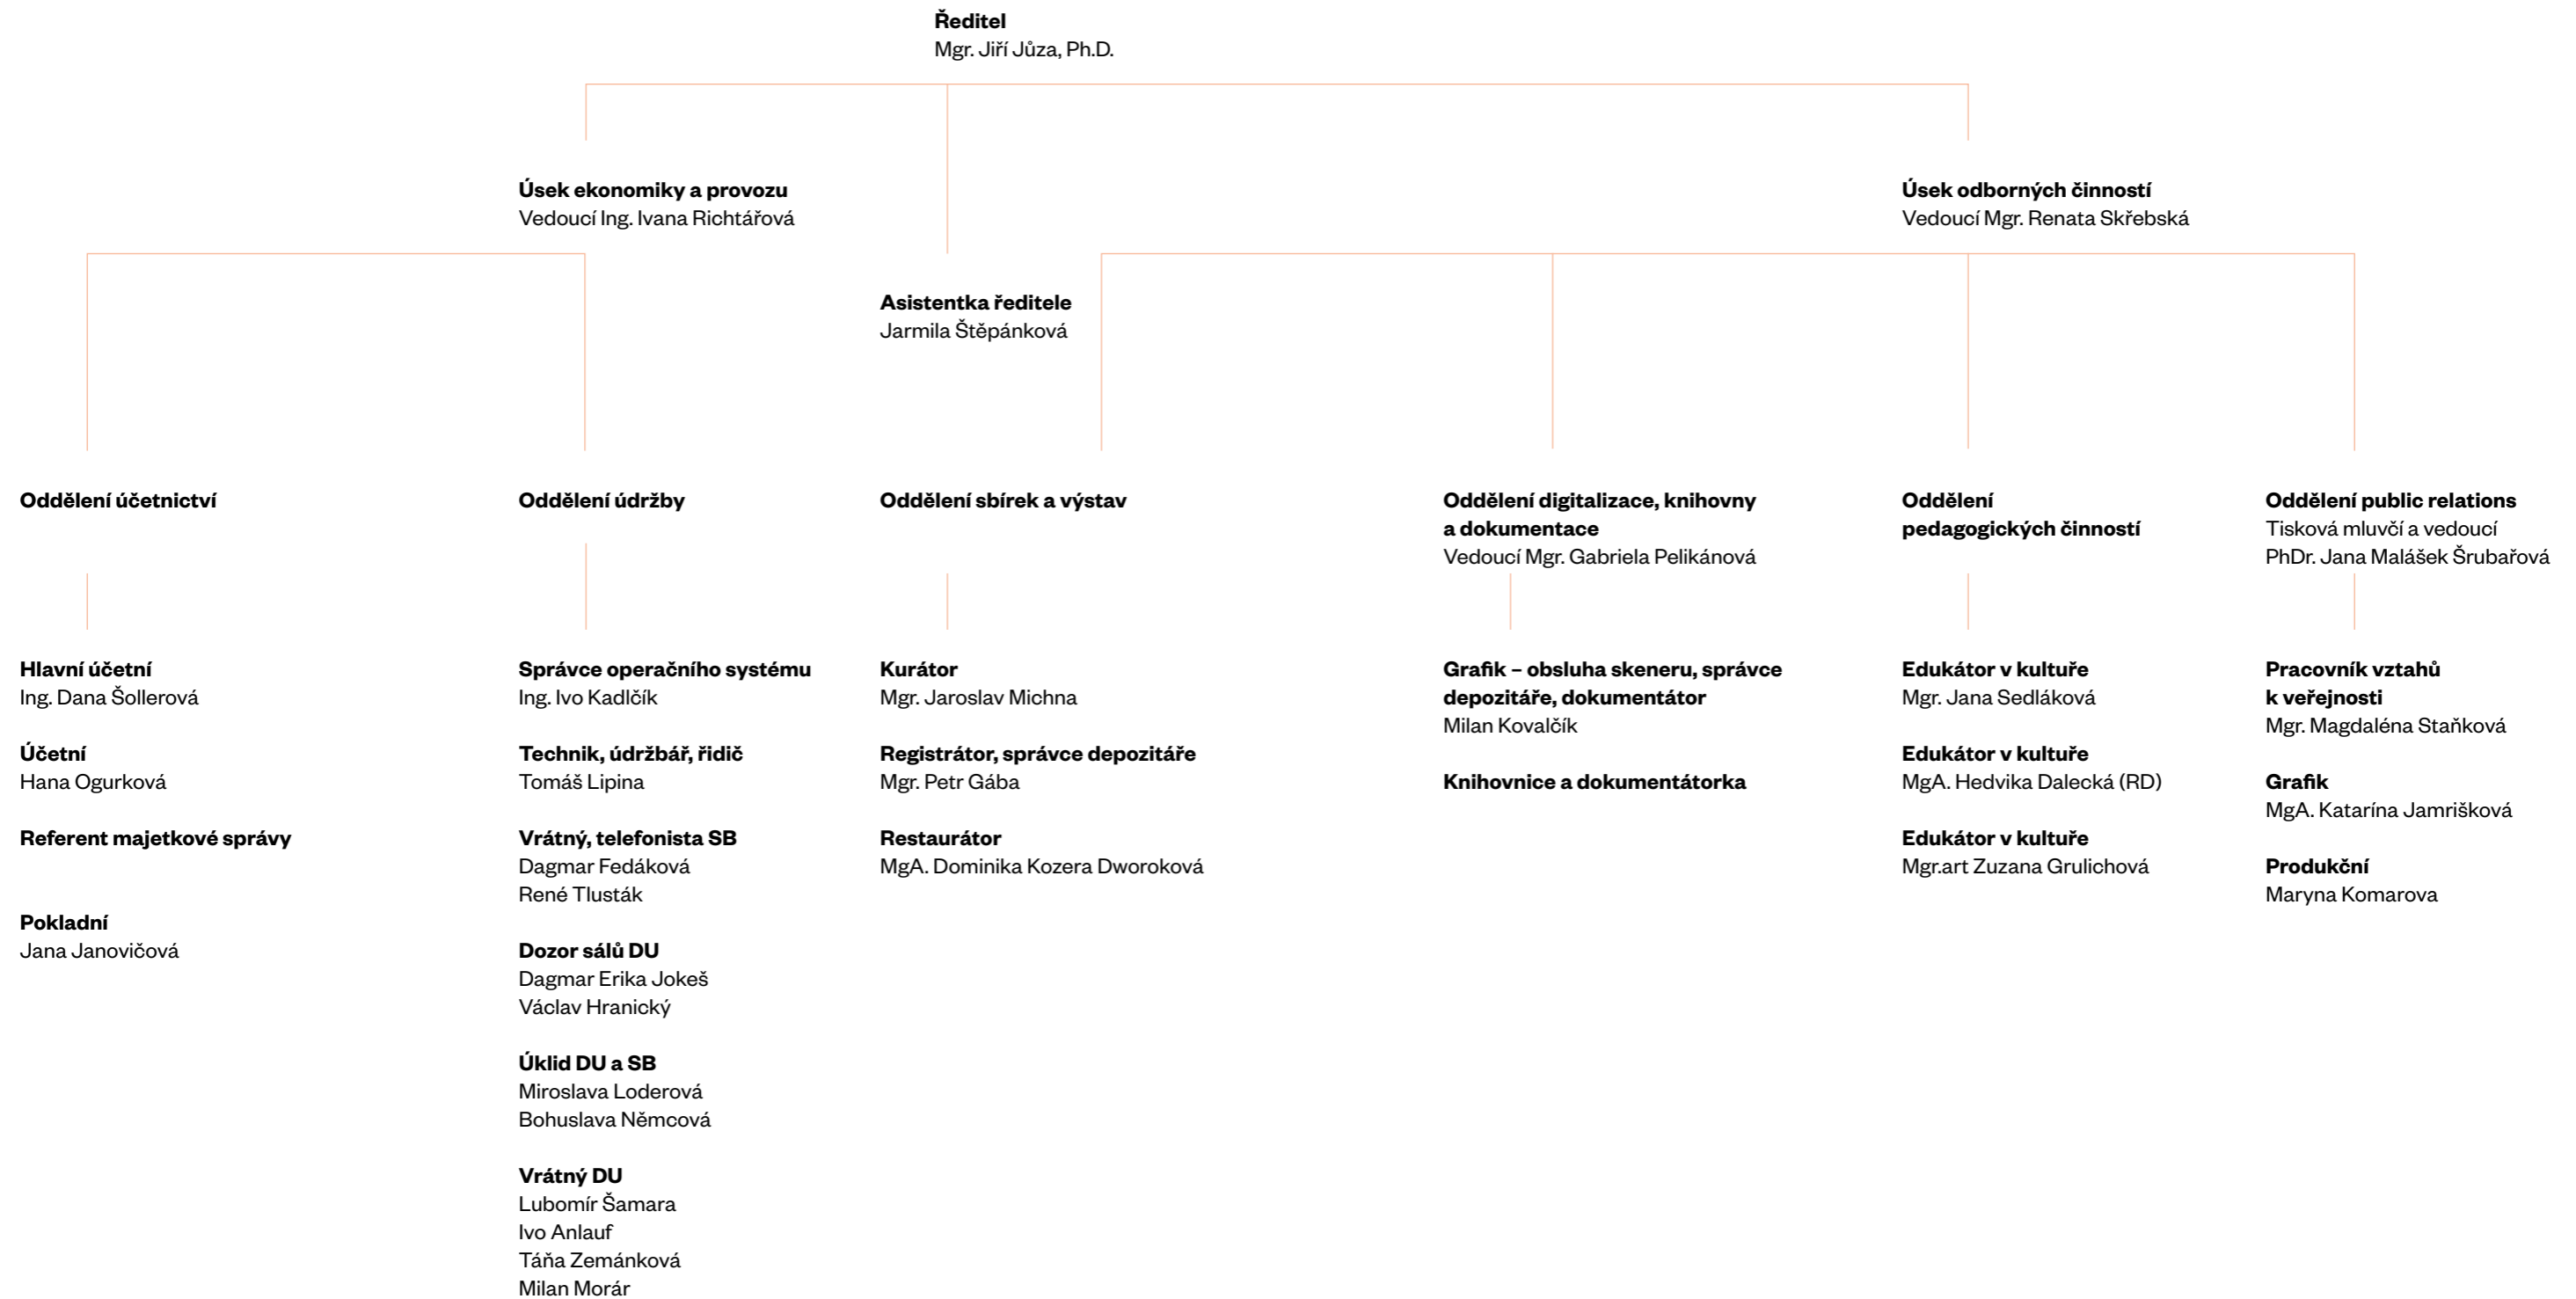 Ředitel
Mgr. Jiří Jůza, Ph.D.
Úsek ekonomiky a provozu
Vedoucí Ing. Ivana Richtářová
Úsek odborných činností
Vedoucí Mgr. Renata Skřebská
Asistentka ředitele
Jarmila Štěpánková
Oddělení účetnictví
Hlavní účetní
Ing. Dana Šollerová
Účetní
Hana Ogurková
Referent majetkové správy
Pokladní
Jana Janovičová
Oddělení údržby
Správce operačního systému
Ing. Ivo Kadlčík
Technik, údržbář, řidič
Tomáš Lipina
Vrátný, telefonista SB
Dagmar Fedáková
René Tlusták
Dozor sálů DU
Dagmar Erika Jokeš
Václav Hranický
Úklid DU a SB
Miroslava Loderová
Bohuslava Němcová
Vrátný DU
Lubomír Šamara
Ivo Anlauf
Táňa Zemánková
Milan Morár
Oddělení sbírek a výstav
Kurátor
Mgr. Jaroslav Michna
Registrátor, správce depozitáře
Mgr. Petr Gába
Restaurátor
MgA. Dominika Kozera Dworoková
Oddělení digitalizace, knihovny
a dokumentace
Vedoucí Mgr. Gabriela Pelikánová
Grafik – obsluha skeneru, správce
depozitáře, dokumentátor
Milan Kovalčík
Knihovnice a dokumentátorka
Oddělení
pedagogických činností
Edukátor v kultuře
Mgr. Jana Sedláková
Edukátor v kultuře
MgA. Hedvika Dalecká (RD)
Edukátor v kultuře
Mgr.art Zuzana Grulichová
Oddělení public relations
Tisková mluvčí a vedoucí
PhDr. Jana Malášek Šrubařová
Pracovník vztahů
k veřejnosti
Mgr. Magdaléna Staňková
Grafik
MgA. Katarína Jamrišková
Produkční
Maryna Komarova